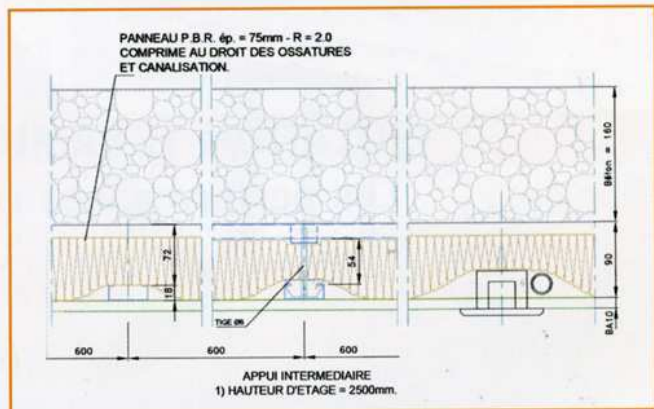 PANNEAU P.B.R. ép. = 75mm - R = 2.0
COMPRIME AU DROIT DES OSSATURES
ET CANALISATION.
Béton = 160
72
18
54
90
TIGE Ø6
BA10
600
600
600
APPUI INTERMEDIAIRE
1) HAUTEUR D'ETAGE = 2500mm.